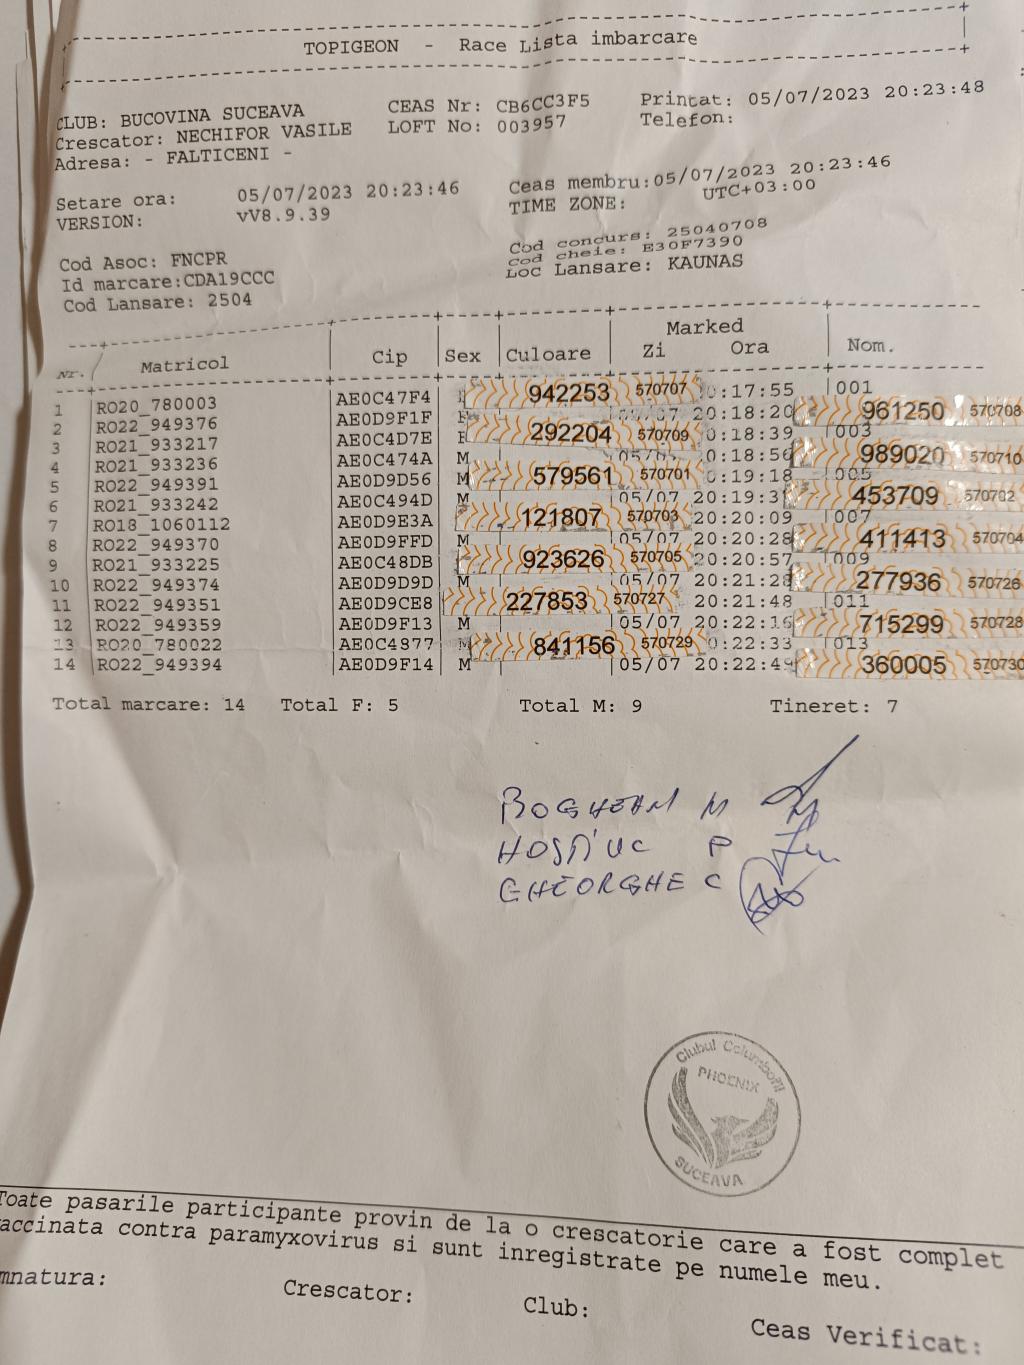 TOPIGEON - Race Lista imbarcare
CLUB: BUCOVINA SUCEAVA CEAS Nr: CB6CC3F5 Printat: 05/07/2023 20:23:48
Crescator: NECHIFOR VASILE LOFT No: 003957 Telefon:
Adresa: - FALTICENI -
Setare ora: 05/07/2023 20:23:46 Ceas membru:05/07/2023 20:23:46
VERSION: vV8.9.39 TIME ZONE: UTC+03:00
Cod concurs: 25040708
Cod Asoc: FNCPR Cod cheie: E30F7390
Id marcare:CDA19CCC Loc Lansare: KAUNAS
Cod Lansare: 2504
Marked
Nr. Matricol Cip Sex Culoare Zi Ora Nom.
1 RO20_780003 AE0C47F4 942253 570707 0:17:55 001
2 RO22_949376 AE0D9F1F F 05/07 20:18:20 961250 570708
3 RO21_933217 AE0C4D7E F 292204 570709 0:18:39 003
4 RO21_933236 AE0C474A M 05/07 0:18:56 989020 570710
5 RO22_949391 AE0D9D56 M 579561 570701 0:19:18 005
6 RO21_933242 AE0C494D M 05/07 20:19:3 453709 570702
7 RO18_1060112 AE0D9E3A 121807 570703 20:20:09 007
8 RO22_949370 AE0D9FFD M 05/07 20:20:28 411413 570704
9 RO21_933225 AE0C48DB 923626 570705 20:20:57 009
10 RO22_949374 AE0D9D9D M 05/07 20:21:28 277936 570726
11 RO22_949351 AE0D9CE8 227853 570727 20:21:48 011
12 RO22_949359 AE0D9F13 M 05/07 20:22:16 715299 570728
13 RO20_780022 AE0C4877 M 841156 570729 0:22:33 013
14 RO22_949394 AE0D9F14 M 05/07 20:22:49 360005 570730
Total marcare: 14 Total F: 5 Total M: 9 Tineret: 7
BOGHEAN M
HOSTIUC P
GHEORGHE C
Clubul Columbofil
PHOENIX
SUCEAVA
Toate pasarile participante provin de la o crescatorie care a fost complet
accinata contra paramyxovirus si sunt inregistrate pe numele meu.
mnatura: Crescator: Club: Ceas Verificat: